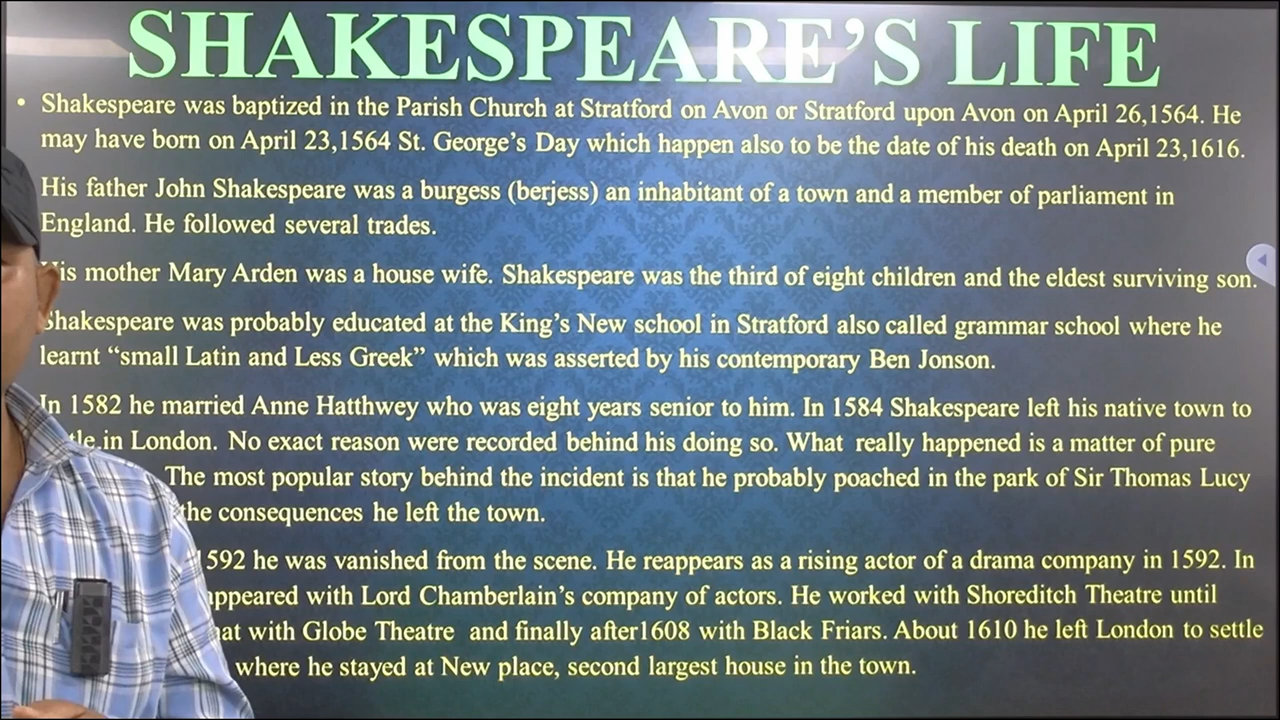 SHAKESPEARE’S LIFE
• Shakespeare was baptized in the Parish Church at Stratford on Avon or Stratford upon Avon on April 26,1564. He
may have born on April 23,1564 St. George’s Day which happen also to be the date of his death on April 23,1616.
His father John Shakespeare was a burgess (berjess) an inhabitant of a town and a member of parliament in
England. He followed several trades.
His mother Mary Arden was a house wife. Shakespeare was the third of eight children and the eldest surviving son.
Shakespeare was probably educated at the King’s New school in Stratford also called grammar school where he
learnt “small Latin and Less Greek” which was asserted by his contemporary Ben Jonson.
In 1582 he married Anne Hatthwey who was eight years senior to him. In 1584 Shakespeare left his native town to
in London. No exact reason were recorded behind his doing so. What really happened is a matter of pure
The most popular story behind the incident is that he probably poached in the park of Sir Thomas Lucy
the consequences he left the town.
1592 he was vanished from the scene. He reappears as a rising actor of a drama company in 1592. In
appeared with Lord Chamberlain’s company of actors. He worked with Shoreditch Theatre until
with Globe Theatre and finally after1608 with Black Friars. About 1610 he left London to settle
where he stayed at New place, second largest house in the town.